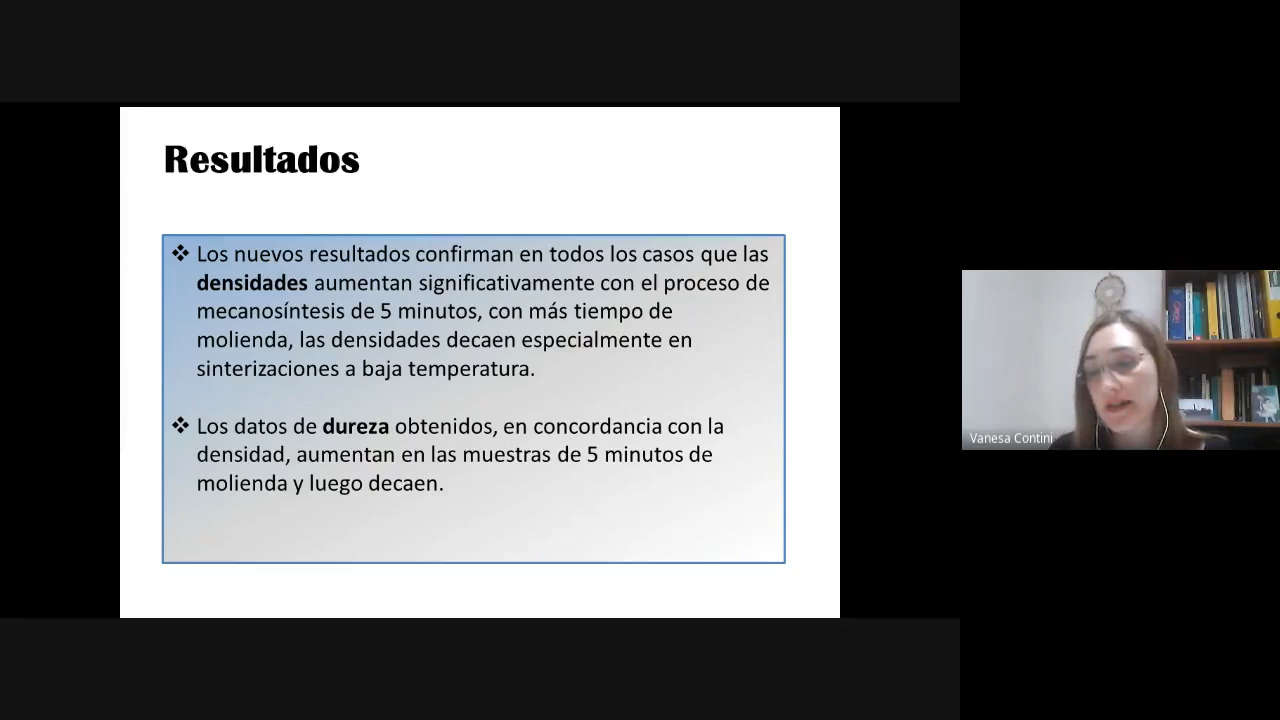 Resultados
❖ Los nuevos resultados confirman en todos los casos que las
densidades aumentan significativamente con el proceso de
mecanosíntesis de 5 minutos, con más tiempo de
molienda, las densidades decaen especialmente en
sinterizaciones a baja temperatura.
❖ Los datos de dureza obtenidos, en concordancia con la
densidad, aumentan en las muestras de 5 minutos de
molienda y luego decaen.
Vanesa Contini